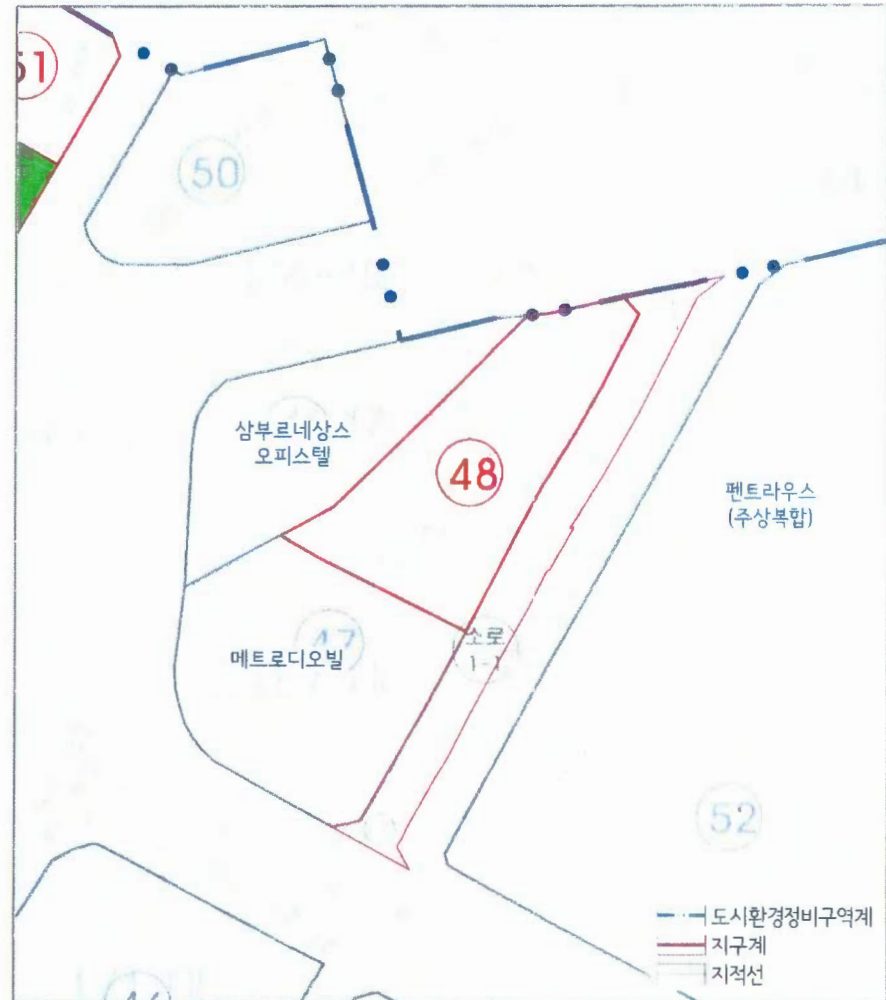 51
50
삼부르네상스
오피스텔
48
펜트라우스
(주상복합)
47
메트로디오빌
소로
1-1
52
도시환경정비구역계
지구계
지적선